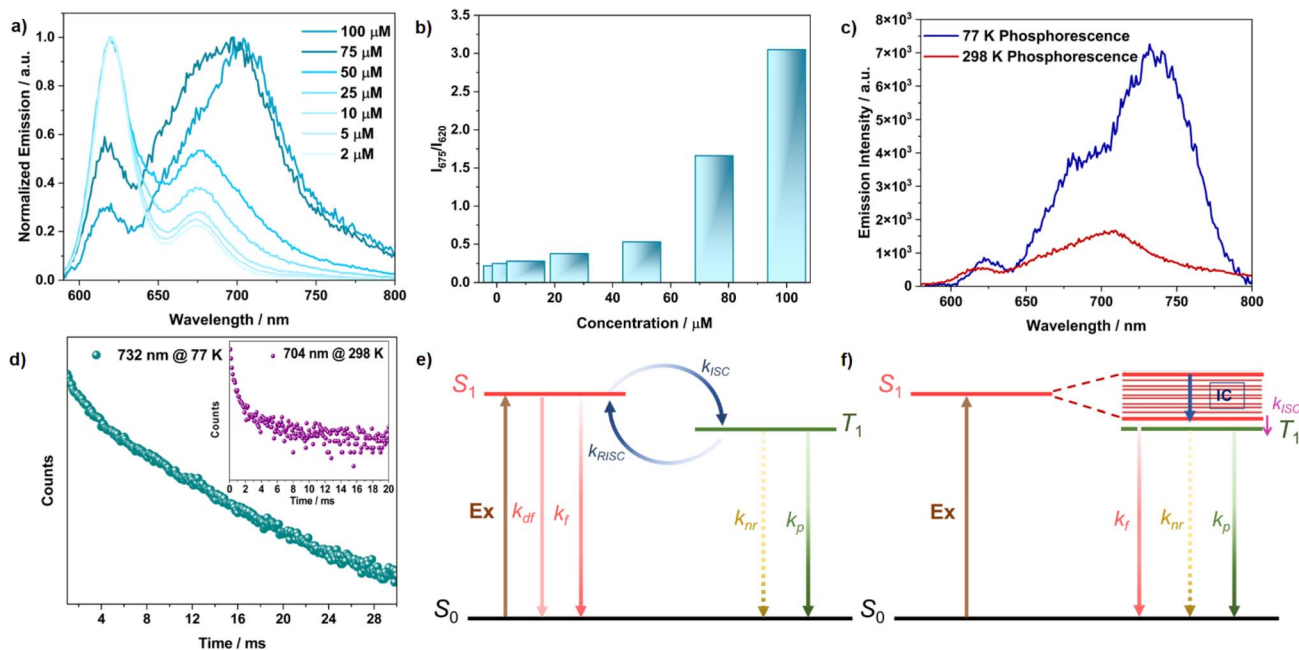 a)
100 μM
75 μM
50 μM
25 μM
10 μM
5 μM
2 μM
Normalized Emission / a.u.
1.0
0.8
0.6
0.4
0.2
0.0
600 650 700 750 800
Wavelength / nm
b)
I675/I620
3.5
3.0
2.5
2.0
1.5
1.0
0.5
0.0
0 20 40 60 80 100
Concentration / μM
c)
77 K Phosphorescence
298 K Phosphorescence
Emission Intensity / a.u.
8×10³
7×10³
6×10³
5×10³
4×10³
3×10³
2×10³
1×10³
0
600 650 700 750 800
Wavelength / nm
d)
732 nm @ 77 K
704 nm @ 298 K
Counts
0 2 4 6 8 10 12 14 16 18 20
Time / ms
Counts
4 8 12 16 20 24 28
Time / ms
e)
S1
kISC
kRISC
T1
Ex
kdf
kf
knr
kp
S0
f)
S1
IC
kISC
T1
Ex
kf
knr
kp
S0